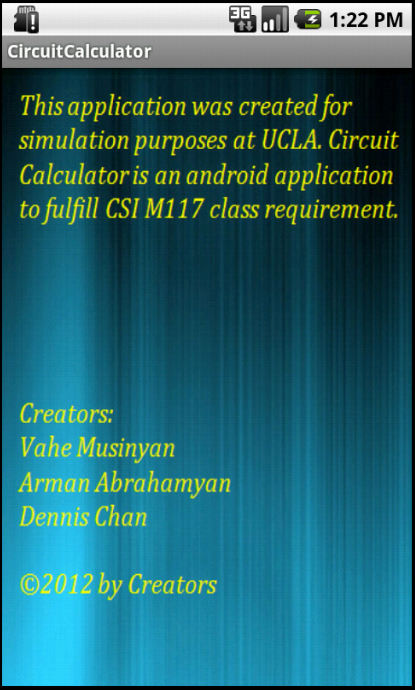 3G 1:22 PM
CircuitCalculator
This application was created for
simulation purposes at UCLA. Circuit
Calculator is an android application
to fulfill CSI M117 class requirement.
Creators:
Vahe Musinyan
Arman Abrahamyan
Dennis Chan
©2012 by Creators